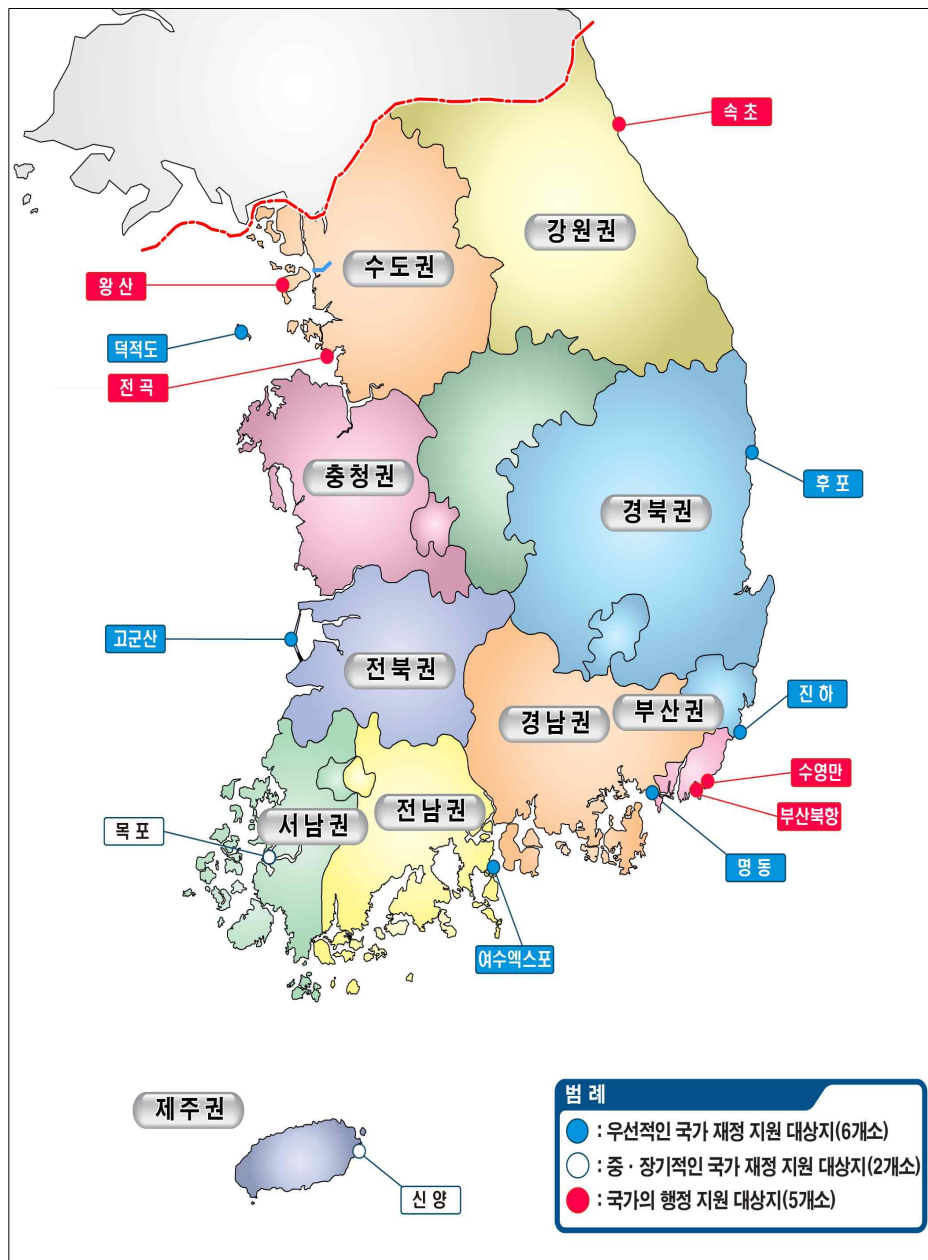 속 초
강원권
수도권
왕 산
덕적도
전 곡
충청권
후 포
경북권
고군산
전북권
진 하
부산권
경남권
수영만
부산북항
전남권
서남권
목 포
명 동
여수엑스포
제주권
신 양
범 례
: 우선적인 국가 재정 지원 대상지(6개소)
: 중 · 장기적인 국가 재정 지원 대상지(2개소)
: 국가의 행정 지원 대상지(5개소)